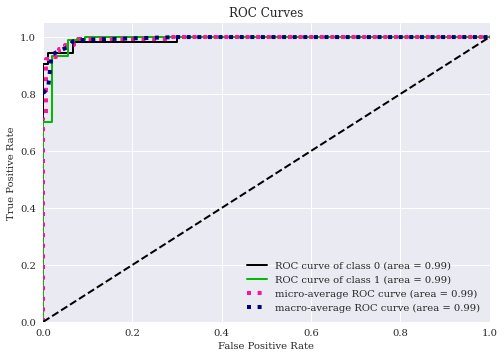 ROC Curves
True Positive Rate
1.0
0.8
0.6
0.4
0.2
0.0
ROC curve of class 0 (area = 0.99)
ROC curve of class 1 (area = 0.99)
micro-average ROC curve (area = 0.99)
macro-average ROC curve (area = 0.99)
0.0 0.2 0.4 0.6 0.8 1.0
False Positive Rate